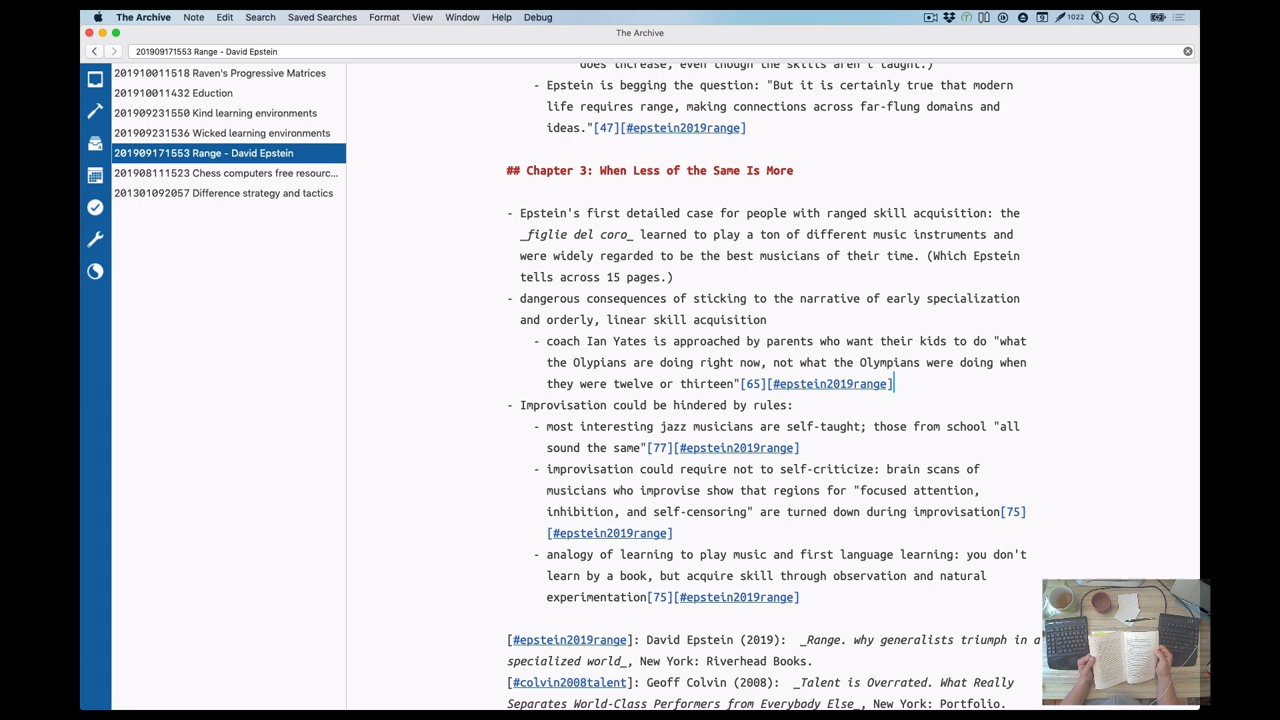 The Archive Note Edit Search Saved Searches Format View Window Help Debug 1022
The Archive
201909171553 Range - David Epstein
201910011518 Raven's Progressive Matrices
201910011432 Eduction
201909231550 Kind learning environments
201909231536 Wicked learning environments
201909171553 Range - David Epstein
201908111523 Chess computers free resourc...
201301092057 Difference strategy and tactics
does increase, even though the skills aren't taught.)
- Epstein is begging the question: "But it is certainly true that modern
life requires range, making connections across far-flung domains and
ideas."[47][#epstein2019range]
## Chapter 3: When Less of the Same Is More
- Epstein's first detailed case for people with ranged skill acquisition: the
_figlie del coro_ learned to play a ton of different music instruments and
were widely regarded to be the best musicians of their time. (Which Epstein
tells across 15 pages.)
- dangerous consequences of sticking to the narrative of early specialization
and orderly, linear skill acquisition
- coach Ian Yates is approached by parents who want their kids to do "what
the Olypians are doing right now, not what the Olympians were doing when
they were twelve or thirteen"[65][#epstein2019range]
- Improvisation could be hindered by rules:
- most interesting jazz musicians are self-taught; those from school "all
sound the same"[77][#epstein2019range]
- improvisation could require not to self-criticize: brain scans of
musicians who improvise show that regions for "focused attention,
inhibition, and self-censoring" are turned down during improvisation[75]
[#epstein2019range]
- analogy of learning to play music and first language learning: you don't
learn by a book, but acquire skill through observation and natural
experimentation[75][#epstein2019range]
[#epstein2019range]: David Epstein (2019): _Range. why generalists triumph in a
specialized world_, New York: Riverhead Books.
[#colvin2008talent]: Geoff Colvin (2008): _Talent is Overrated. What Really
Separates World-Class Performers from Everybody Else_, New York: Portfolio.